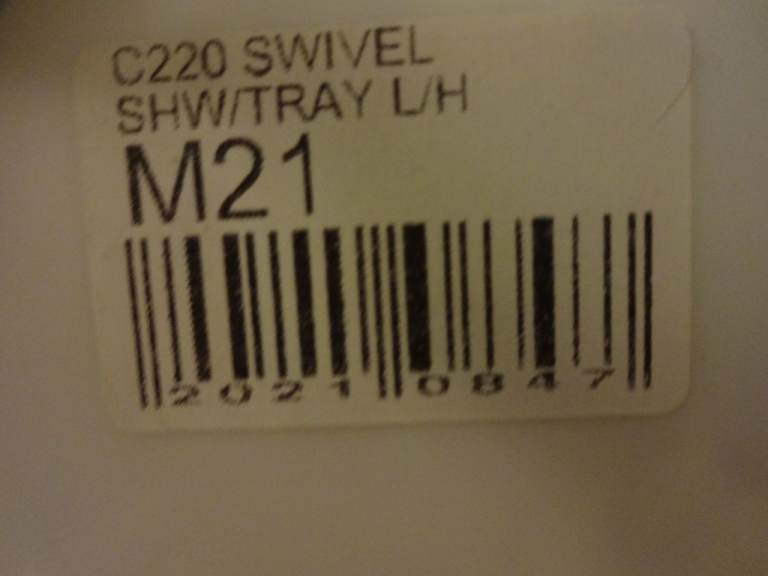 C220 SWIVEL
SHW/TRAY L/H
M21
2021 0847